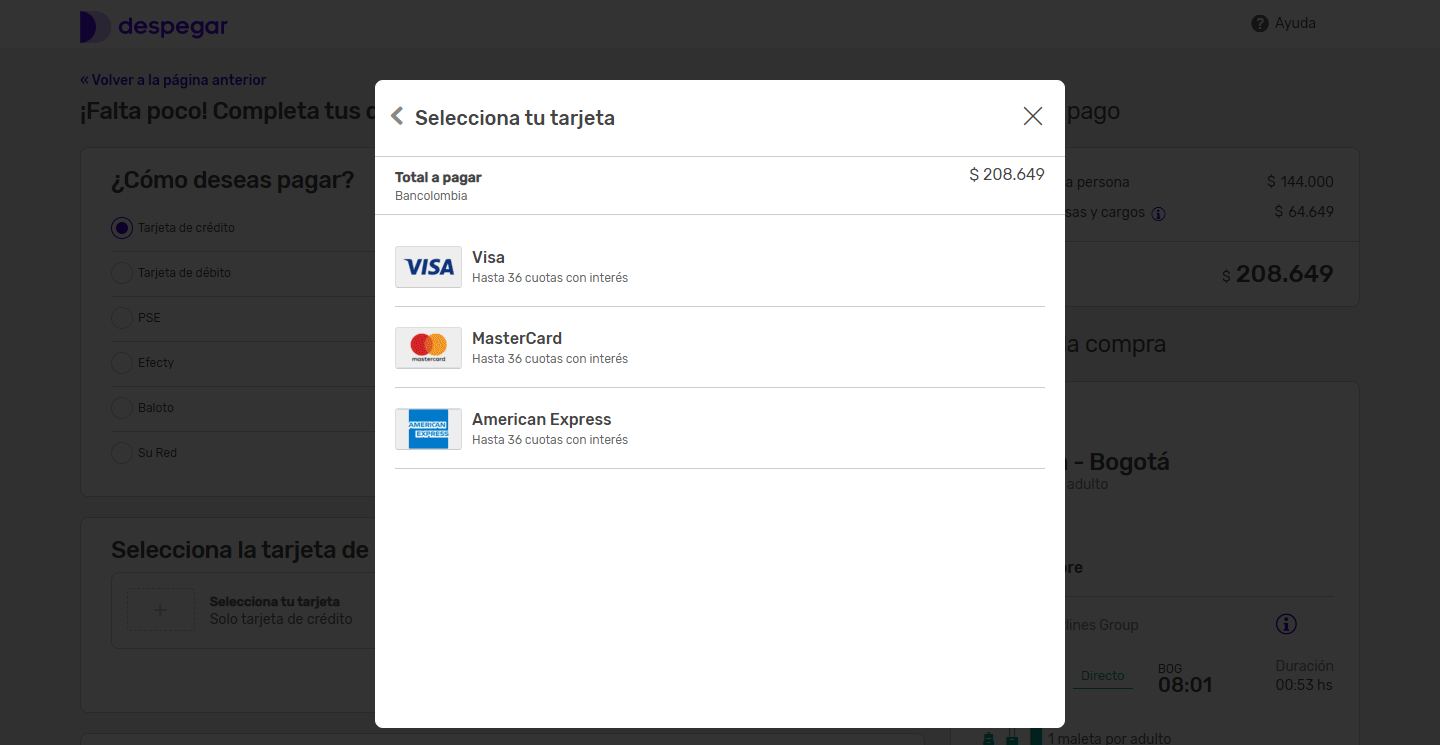 despegar
? Ayuda
« Volver a la página anterior
¡Falta poco! Completa tus
pago
¿Cómo deseas pagar?
Tarjeta de crédito
Tarjeta de débito
PSE
Efecty
Baloto
Su Red
Selecciona la tarjeta de
+
Selecciona tu tarjeta
Solo tarjeta de crédito
Selecciona tu tarjeta
Total a pagar
$ 208.649
Bancolombia
VISA
Visa
Hasta 36 cuotas con interés
mastercard
MasterCard
Hasta 36 cuotas con interés
AMERICAN
EXPRESS
American Express
Hasta 36 cuotas con interés
a persona
$ 144.000
sas y cargos
$ 64.649
$ 208.649
a compra
- Bogotá
adulto
lines Group
Directo
BOG
08:01
Duración
00:53 hs
1 maleta por adulto